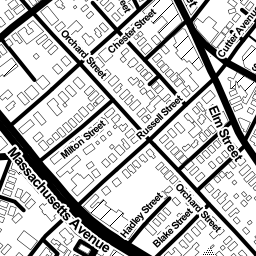 Orchard Street
Chester Street
Cutter Avenue
Russell Street
Elm Street
Milton Street
Massachusetts Avenue
Hadley Street
Orchard Street
Blake Street